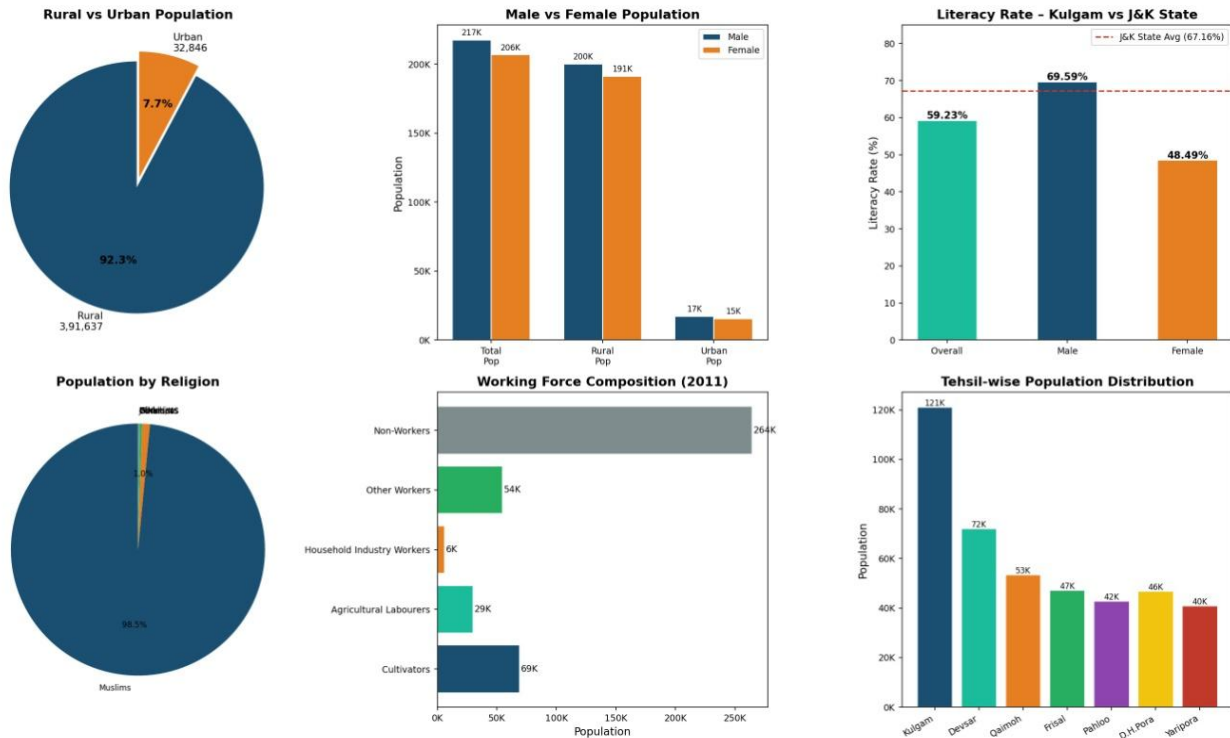 Rural vs Urban Population
Urban
32,846
7.7%
92.3%
Rural
3,91,637
Male vs Female Population
Male
Female
Population
200K
150K
100K
50K
0K
217K
206K
200K
191K
17K
15K
Total
Pop
Rural
Pop
Urban
Pop
Literacy Rate – Kulgam vs J&K State
J&K State Avg (67.16%)
Literacy Rate (%)
80
70
60
50
40
30
20
10
0
59.23%
69.59%
48.49%
Overall
Male
Female
Population by Religion
1.0%
98.5%
Muslims
Working Force Composition (2011)
Non-Workers
264K
Other Workers
54K
Household Industry Workers
6K
Agricultural Labourers
29K
Cultivators
69K
0K
50K
100K
150K
200K
250K
Population
Tehsil-wise Population Distribution
Population
120K
100K
80K
60K
40K
20K
0K
121K
72K
53K
47K
42K
46K
40K
Kulgam
Devsar
Qaimoh
Frisal
Pahloo
D.H.Pora
Yaripora